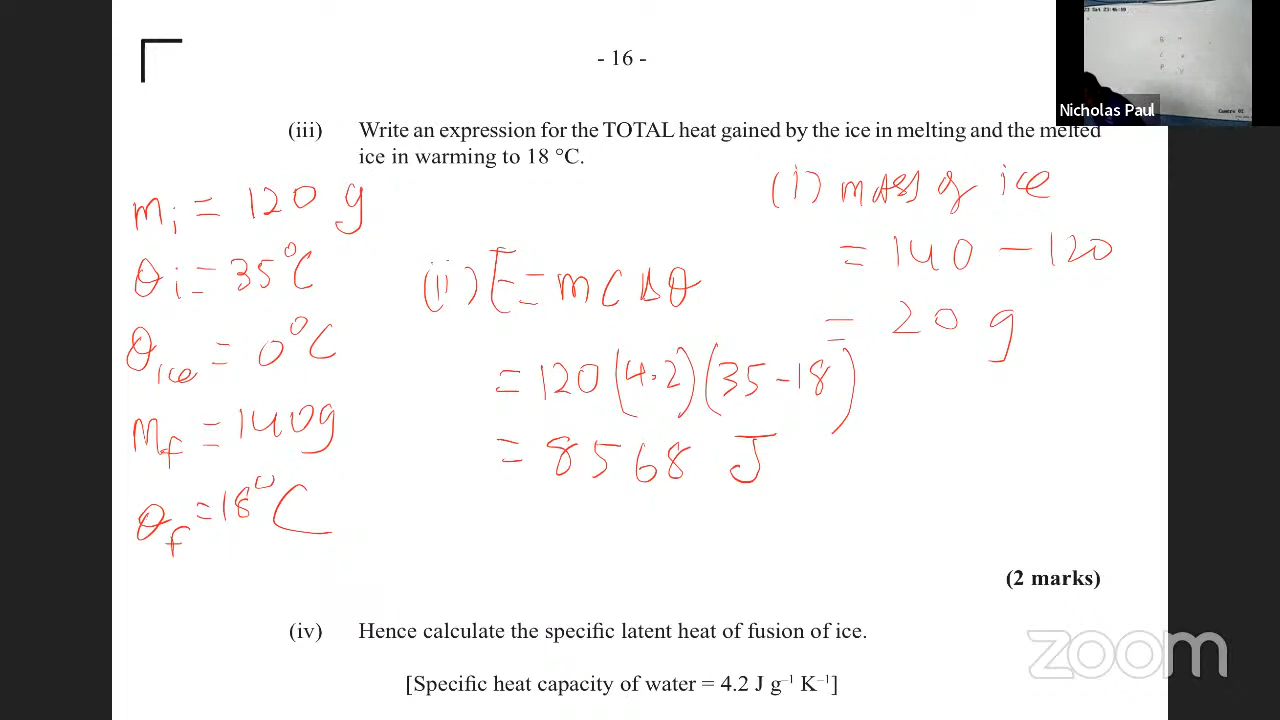 - 16 -
(iii) Write an expression for the TOTAL heat gained by the ice in melting and the melted
ice in warming to 18 °C.
mi = 120 g
θi = 35°C
θice = 0°C
Mf = 140g
θf = 18°C
(ii) E = mCΔθ
= 120 (4.2) (35-18)
= 8568 J
(i) mass of ice
= 140 - 120
= 20 g
(2 marks)
(iv) Hence calculate the specific latent heat of fusion of ice.
[Specific heat capacity of water = 4.2 J g⁻¹ K⁻¹]
Nicholas Paul
zoom